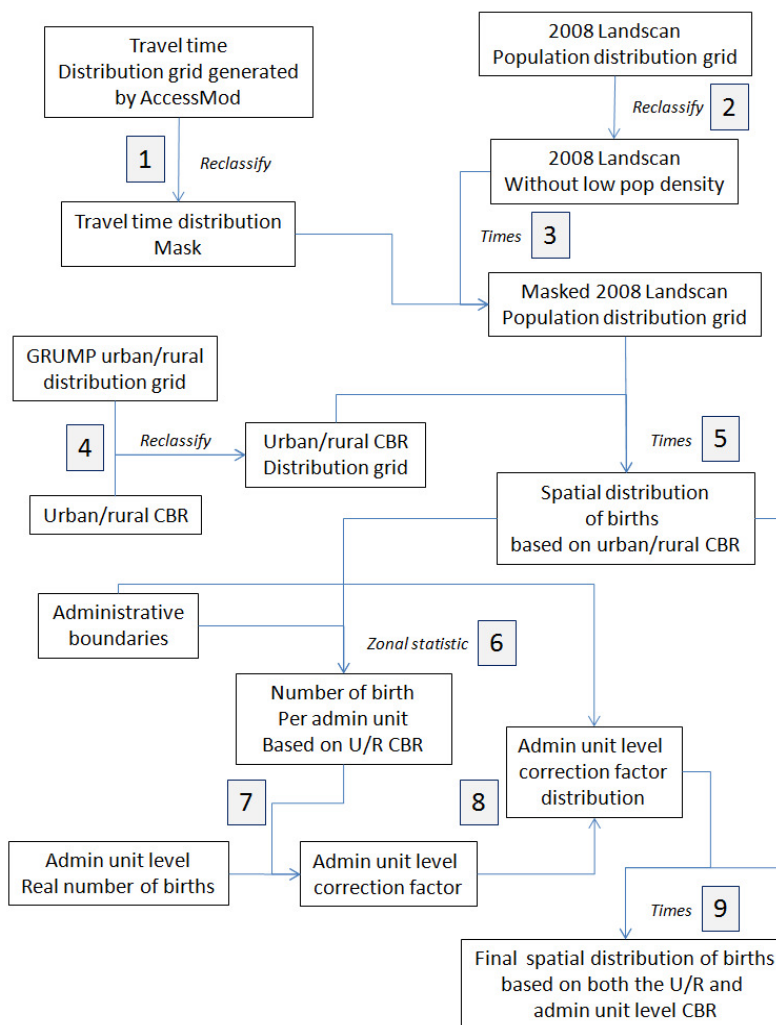 Travel time
Distribution grid generated
by AccessMod
2008 Landscan
Population distribution grid
Reclassify
2
1
Reclassify
2008 Landscan
Without low pop density
Travel time distribution
Mask
Times
3
Masked 2008 Landscan
Population distribution grid
GRUMP urban/rural
distribution grid
4
Reclassify
Urban/rural CBR
Distribution grid
Times
5
Urban/rural CBR
Spatial distribution
of births
based on urban/rural CBR
Administrative
boundaries
Zonal statistic
6
Number of birth
Per admin unit
Based on U/R CBR
Admin unit level
correction factor
distribution
7
8
Admin unit level
Real number of births
Admin unit level
correction factor
Times
9
Final spatial distribution of births
based on both the U/R and
admin unit level CBR